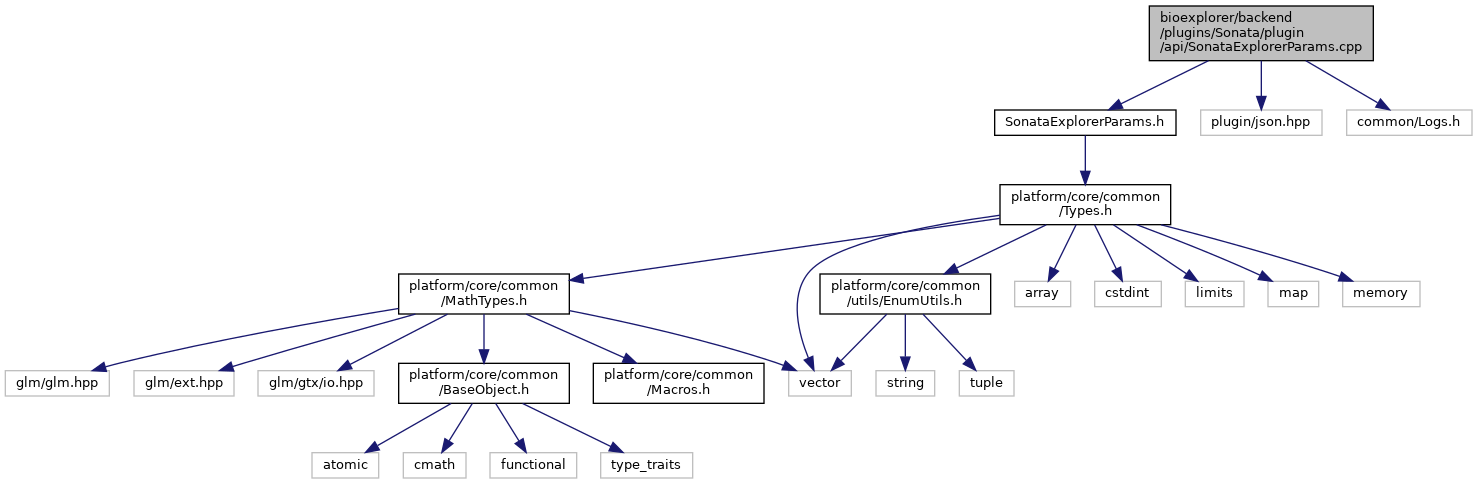 bioexplorer/backend
/plugins/Sonata/plugin
/api/SonataExplorerParams.cpp
SonataExplorerParams.h
plugin/json.hpp
common/Logs.h
platform/core/common
/Types.h
platform/core/common
/MathTypes.h
platform/core/common
/utils/EnumUtils.h
array
cstdint
limits
map
memory
glm/glm.hpp
glm/ext.hpp
glm/gtx/io.hpp
platform/core/common
/BaseObject.h
platform/core/common
/Macros.h
vector
string
tuple
atomic
cmath
functional
type_traits